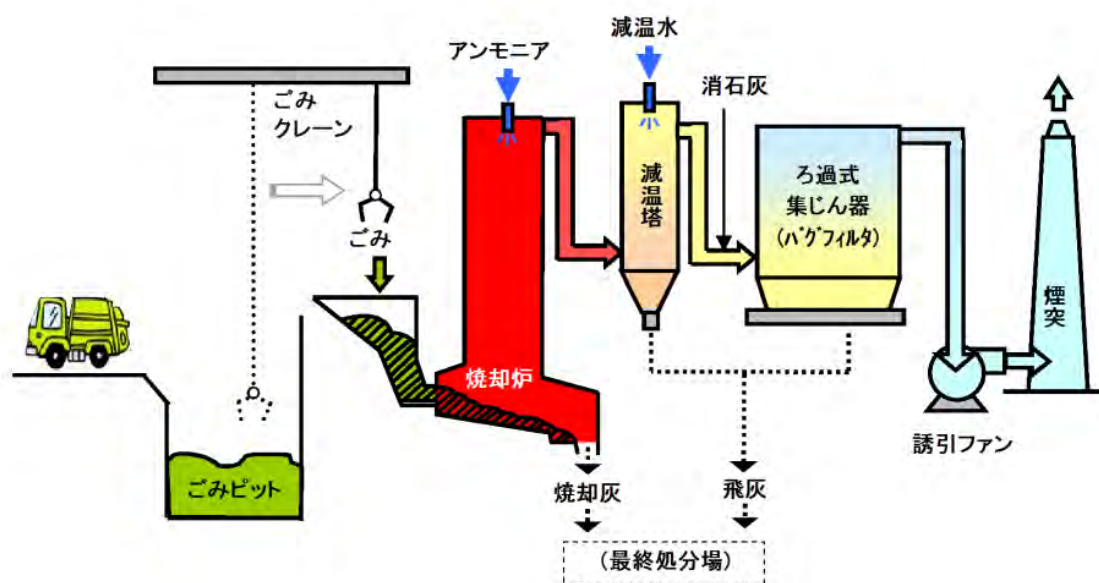 減温水
アンモニア
消石灰
ごみ
クレーン
ろ過式
集じん器
(ﾊﾞｸﾞﾌｨﾙﾀ)
減温塔
ごみ
煙突
焼却炉
誘引ファン
ごみピット
焼却灰
飛灰
(最終処分場)